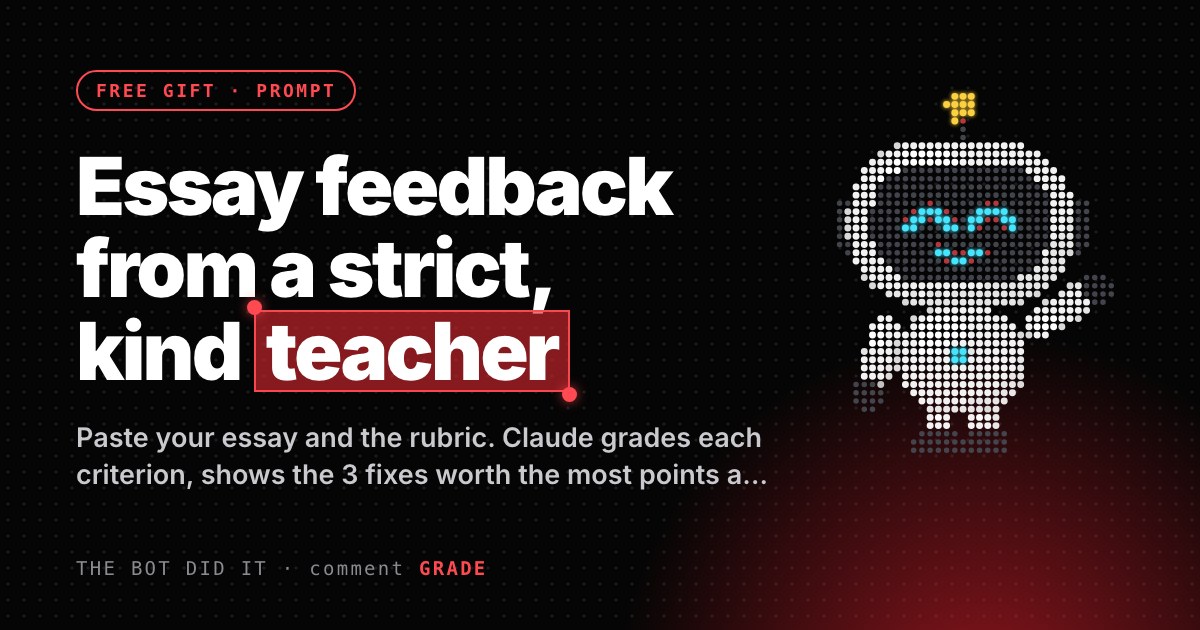 FREE GIFT · PROMPT
Essay feedback
from a strict,
kind teacher
Paste your essay and the rubric. Claude grades each
criterion, shows the 3 fixes worth the most points a...
THE BOT DID IT · comment GRADE